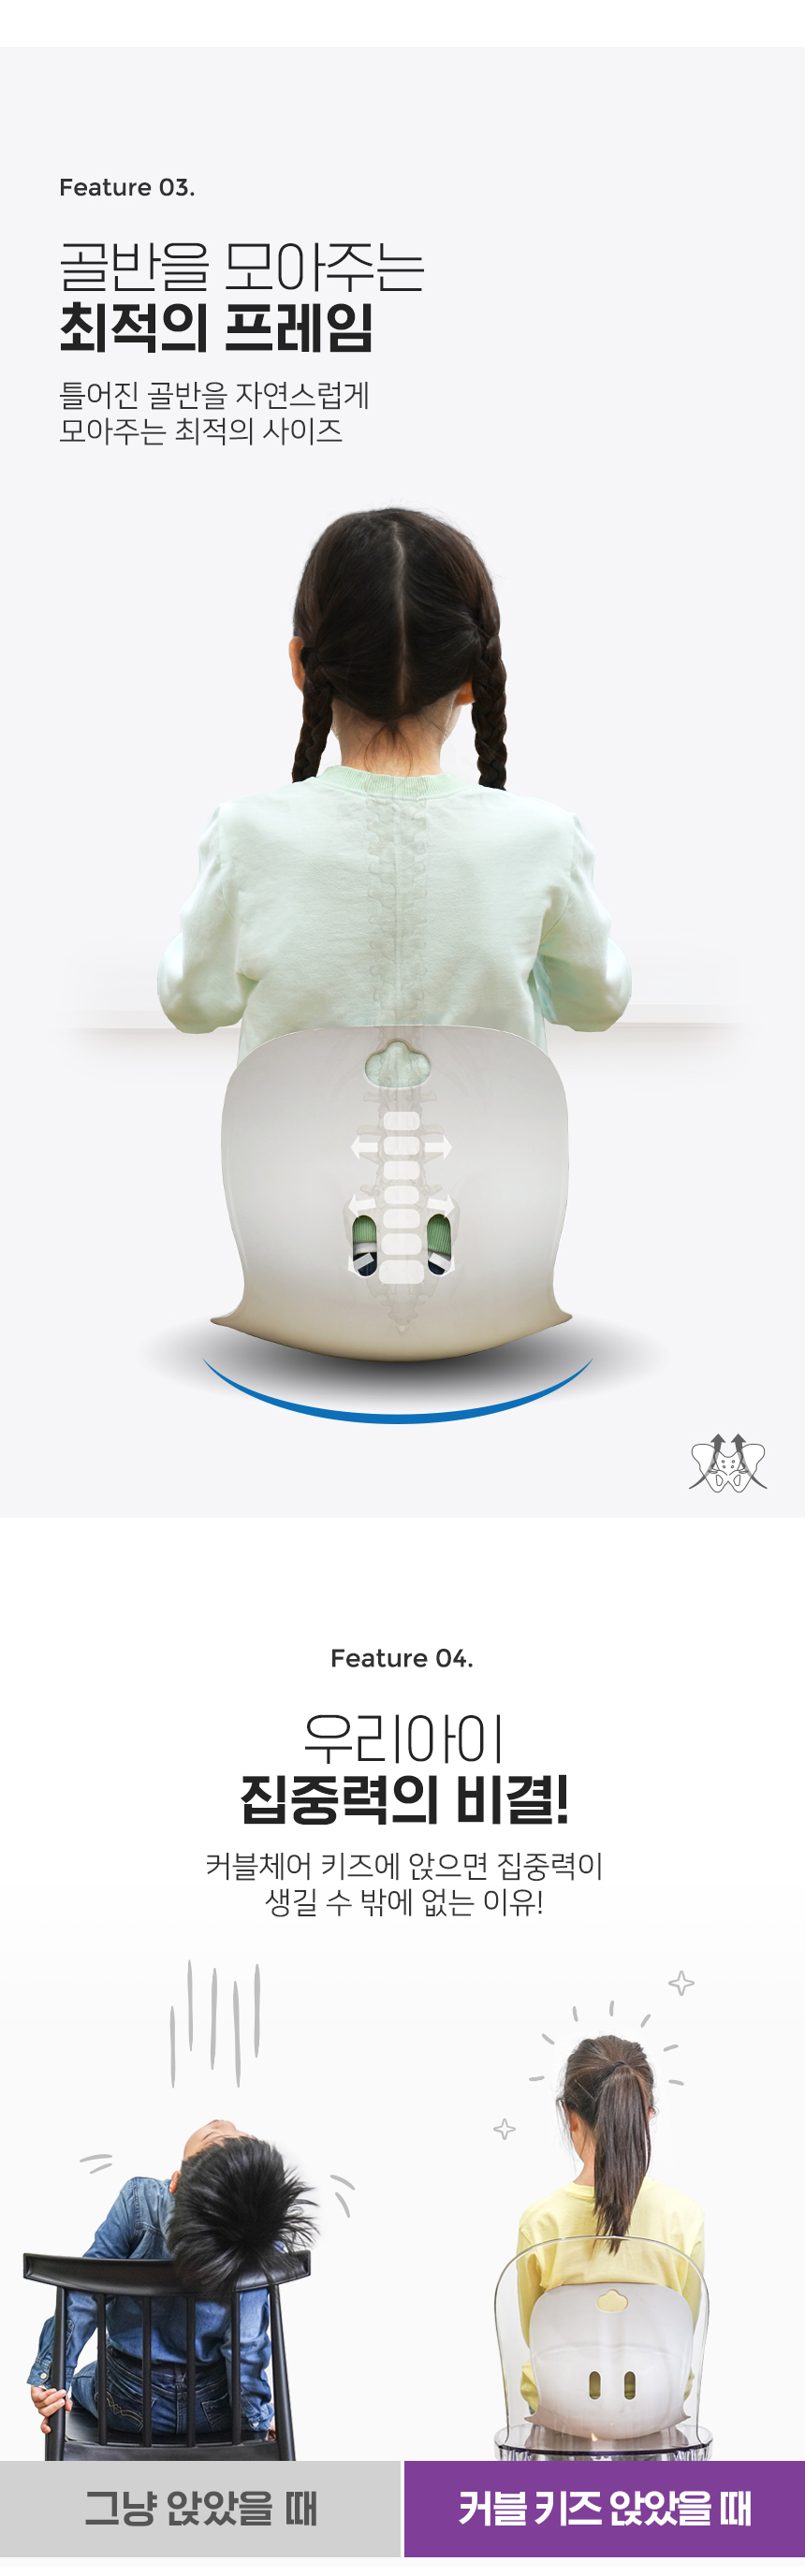 Feature 03.
골반을 모아주는
최적의 프레임
틀어진 골반을 자연스럽게
모아주는 최적의 사이즈
Feature 04.
우리아이
집중력의 비결!
커블체어 키즈에 앉으면 집중력이
생길 수 밖에 없는 이유!
그냥 앉았을 때
커블 키즈 앉았을 때